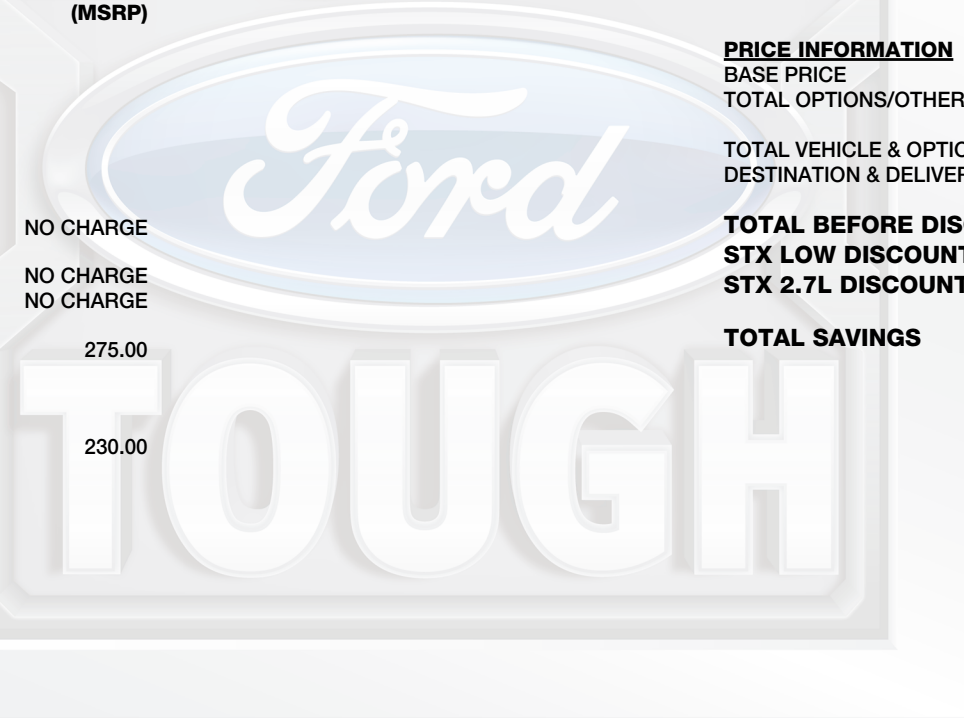 (MSRP)
NO CHARGE
NO CHARGE
NO CHARGE
275.00
230.00
PRICE INFORMATION
BASE PRICE
TOTAL OPTIONS/OTHER
TOTAL VEHICLE & OPTIO
DESTINATION & DELIVER
TOTAL BEFORE DIS
STX LOW DISCOUNT
STX 2.7L DISCOUNT
TOTAL SAVINGS
Ford
TOUGH